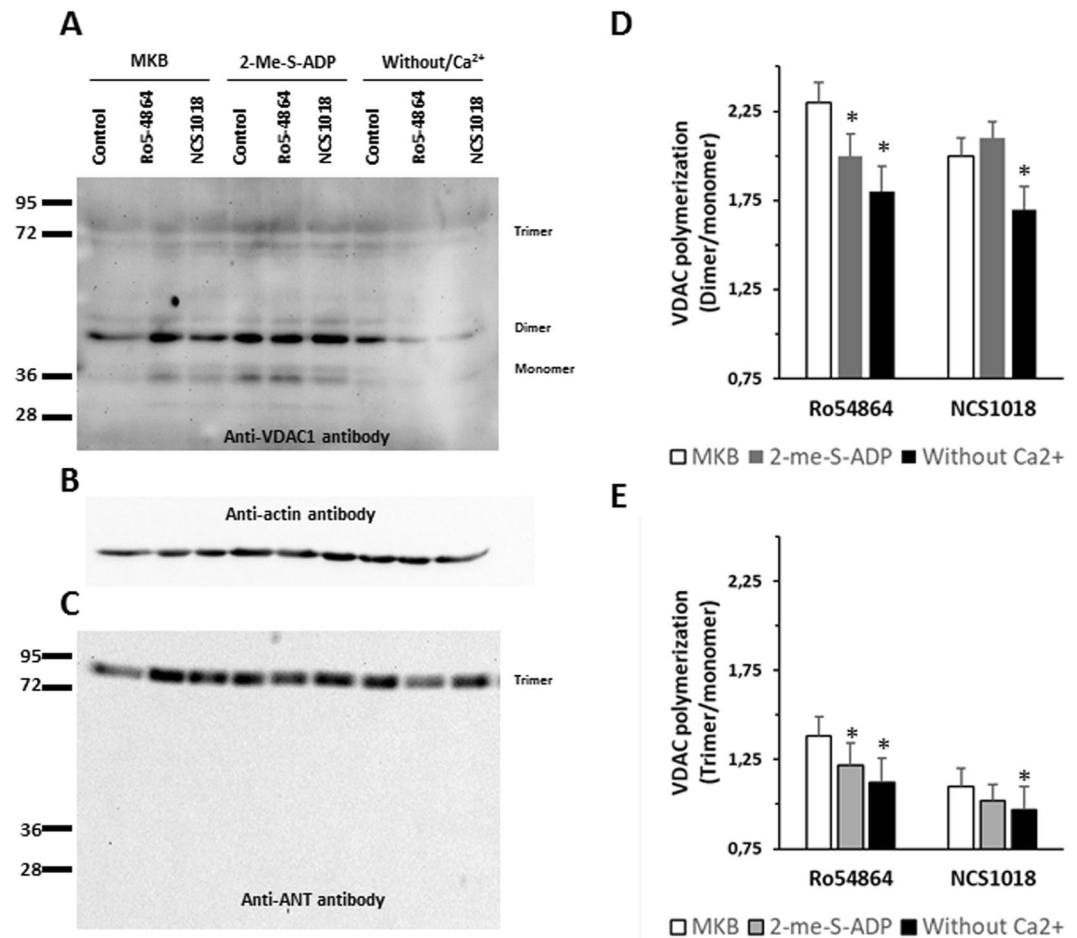 A
MKB 2-Me-S-ADP Without/Ca²⁺
Control Ro5-4864 NCS1018 Control Ro5-4864 NCS1018 Control Ro5-4864 NCS1018
95
72
36
28
Trimer
Dimer
Monomer
Anti-VDAC1 antibody
B
Anti-actin antibody
C
95
72
36
28
Trimer
Anti-ANT antibody
D
VDAC polymerization
(Dimer/monomer)
2,25
1,75
1,25
0,75
* * *
Ro54864 NCS1018
MKB 2-me-S-ADP Without Ca2+
E
VDAC polymerization
(Trimer/monomer)
2,25
1,75
1,25
0,75
* * *
Ro54864 NCS1018
MKB 2-me-S-ADP Without Ca2+